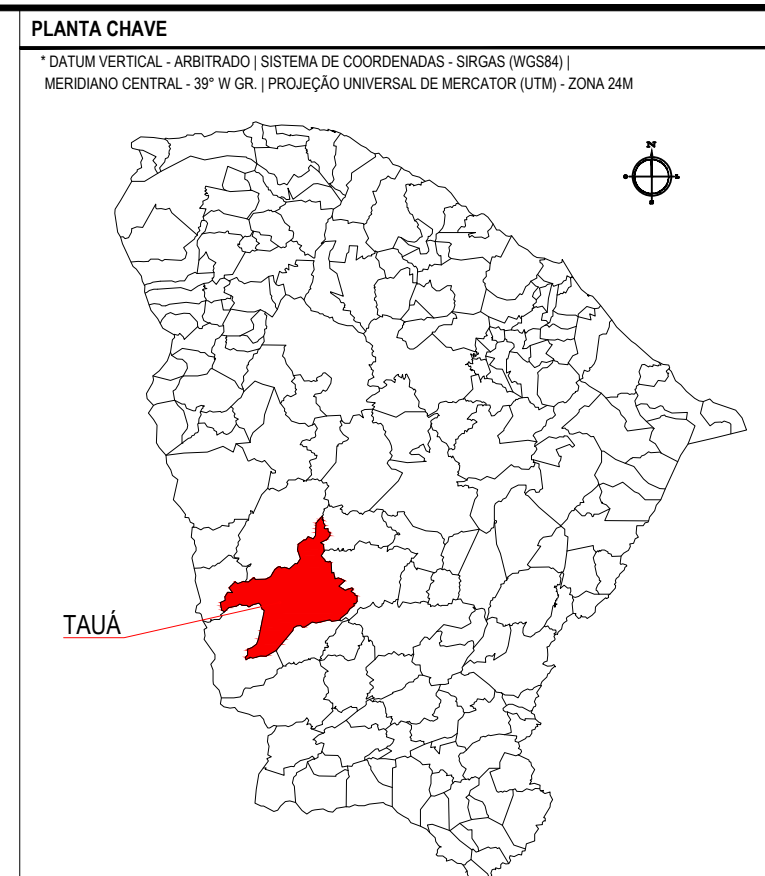 PLANTA CHAVE
* DATUM VERTICAL - ARBITRADO | SISTEMA DE COORDENADAS - SIRGAS (WGS84) |
MERIDIANO CENTRAL - 39° W GR. | PROJEÇÃO UNIVERSAL DE MERCATOR (UTM) - ZONA 24M
N
TAUÁ